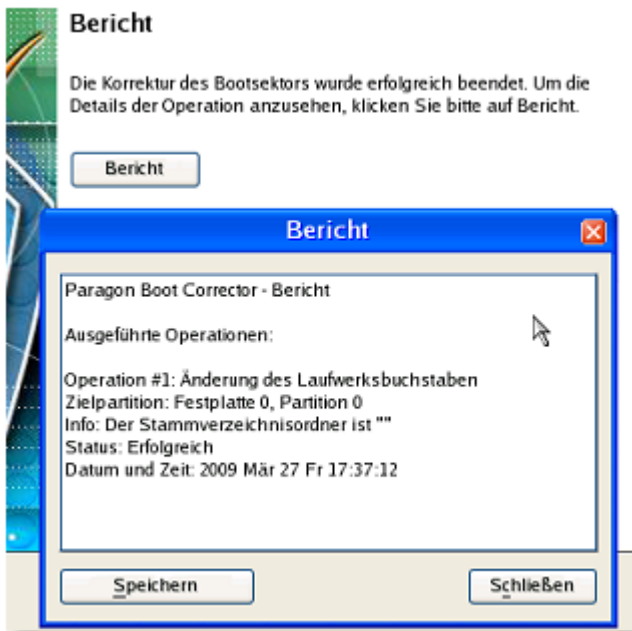 Bericht
Die Korrektur des Bootsektors wurde erfolgreich beendet. Um die
Details der Operation anzusehen, klicken Sie bitte auf Bericht.
Bericht
Bericht
Paragon Boot Corrector - Bericht
Ausgeführte Operationen:
Operation #1: Änderung des Laufwerksbuchstaben
Zielpartition: Festplatte 0, Partition 0
Info: Der Stammverzeichnisordner ist ""
Status: Erfolgreich
Datum und Zeit: 2009 Mär 27 Fr 17:37:12
Speichern
Schließen